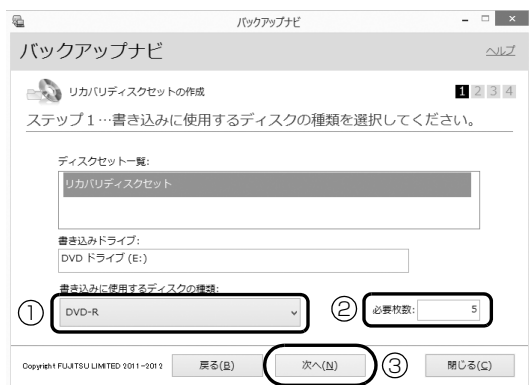 バックアップナビ
バックアップナビ
ヘルプ
リカバリディスクセットの作成
1 2 3 4
ステップ1…書き込みに使用するディスクの種類を選択してください。
ディスクセット一覧:
リカバリディスクセット
書き込みドライブ:
DVD ドライブ (E:)
書き込みに使用するディスクの種類:
① DVD-R
② 必要枚数: 5
Copyright FUJITSU LIMITED 2011-2012 戻る(B) 次へ(N) ③ 閉じる(C)